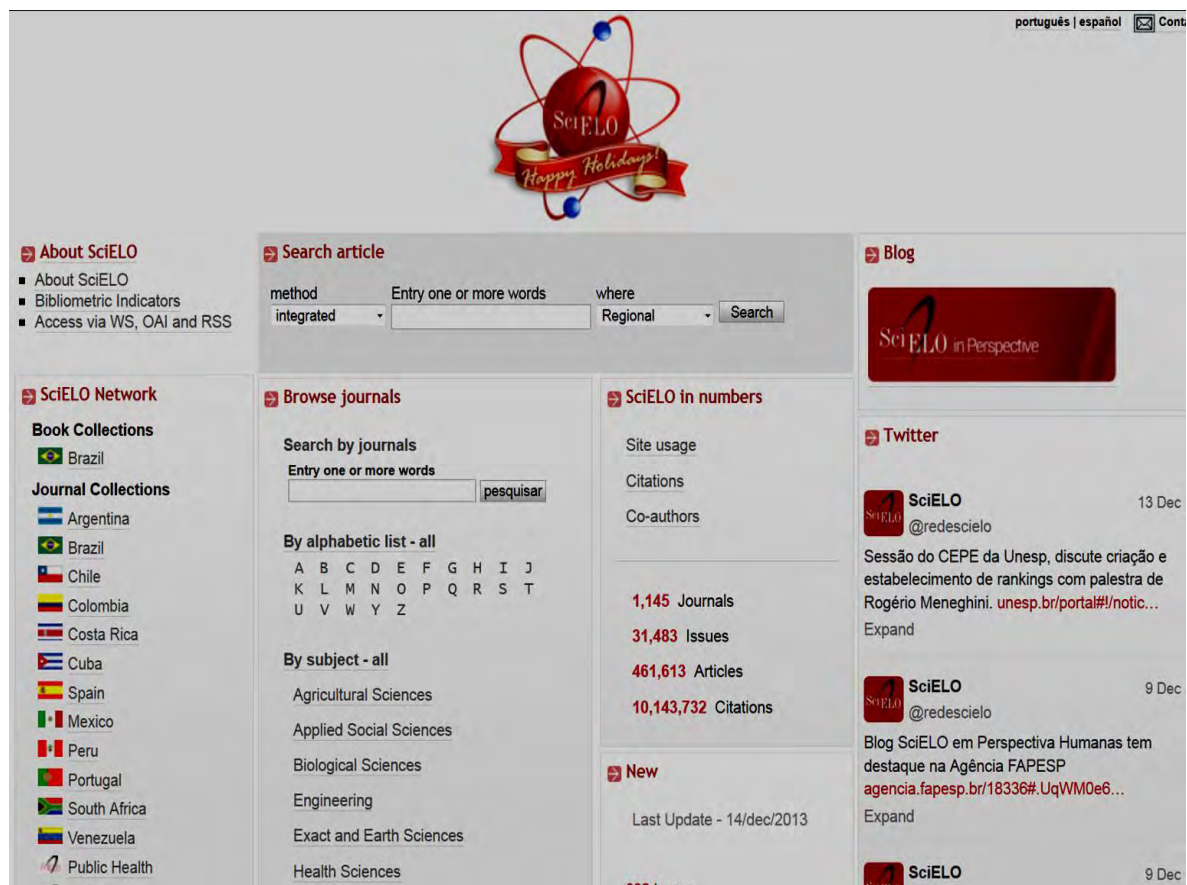 português | español
SciELO
Happy Holidays!
About SciELO
About SciELO
Bibliometric Indicators
Access via WS, OAI and RSS
Search article
method Entry one or more words where
integrated Regional Search
Blog
SciELO in Perspective
SciELO Network
Book Collections
Brazil
Journal Collections
Argentina
Brazil
Chile
Colombia
Costa Rica
Cuba
Spain
Mexico
Peru
Portugal
South Africa
Venezuela
Public Health
Browse journals
Search by journals
Entry one or more words
pesquisar
By alphabetic list - all
A B C D E F G H I J
K L M N O P Q R S T
U V W Y Z
By subject - all
Agricultural Sciences
Applied Social Sciences
Biological Sciences
Engineering
Exact and Earth Sciences
Health Sciences
SciELO in numbers
Site usage
Citations
Co-authors
1,145 Journals
31,483 Issues
461,613 Articles
10,143,732 Citations
New
Last Update - 14/dec/2013
Twitter
SciELO 13 Dec
@redescielo
Sessão do CEPE da Unesp, discute criação e
estabelecimento de rankings com palestra de
Rogério Meneghini. unesp.br/portal#!/notic...
Expand
SciELO 9 Dec
@redescielo
Blog SciELO em Perspectiva Humanas tem
destaque na Agência FAPESP
agencia.fapesp.br/18336#.UqWM0e6...
Expand
SciELO 9 Dec